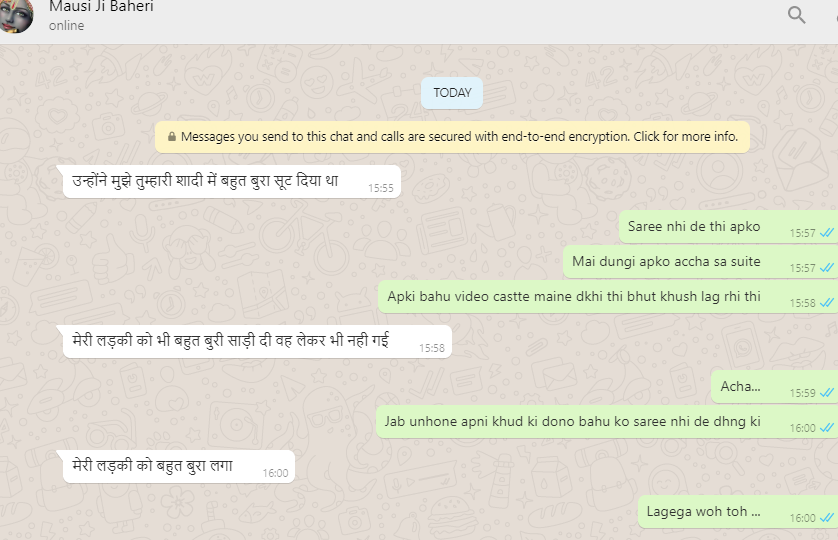 Mausi Ji Baheri
online
TODAY
Messages you send to this chat and calls are secured with end-to-end encryption. Click for more info.
उन्होंने मुझे तुम्हारी शादी में बहुत बुरा सूट दिया था
15:55
Saree nhi de thi apko
15:57
Mai dungi apko accha sa suite
15:57
Apki bahu video castte maine dkhi thi bhut khush lag rhi thi
15:58
मेरी लड़की को भी बहुत बुरी साड़ी दी वह लेकर भी नही गई
15:58
Acha...
15:59
Jab unhone apni khud ki dono bahu ko saree nhi de dhng ki
16:00
मेरी लड़की को बहुत बुरा लगा
16:00
Lagega woh toh ...
16:00